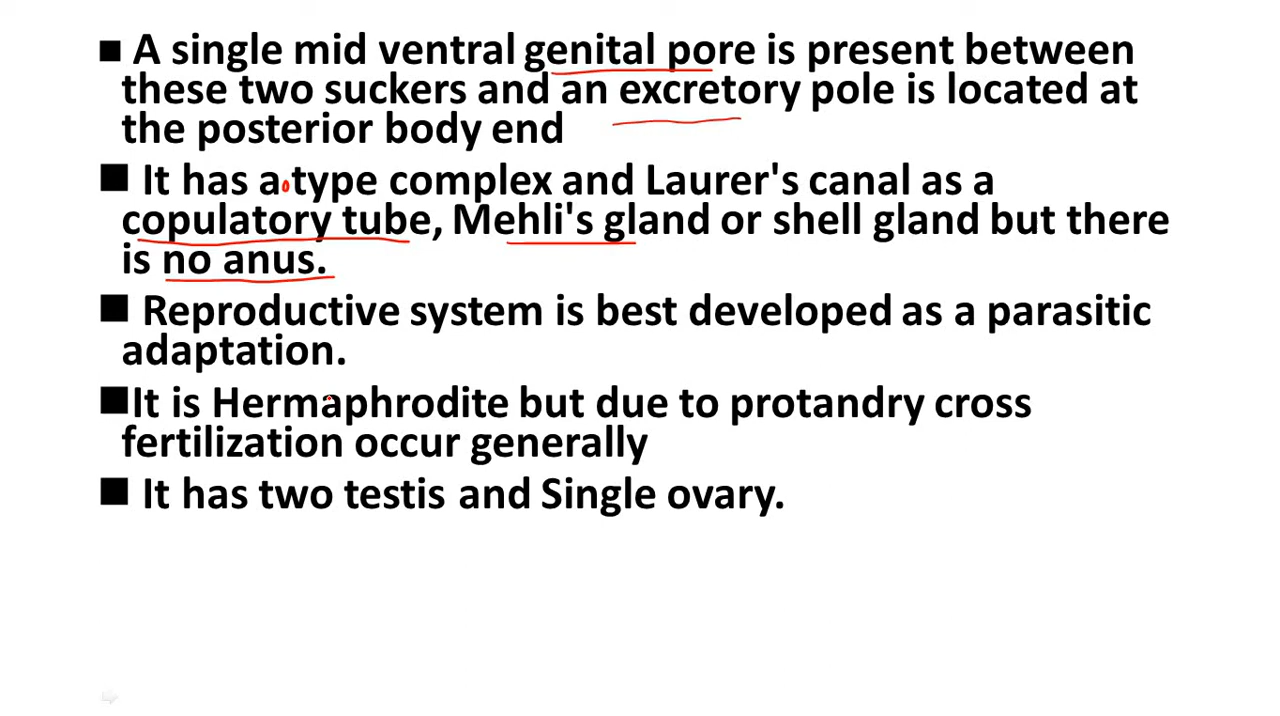 ■ A single mid ventral genital pore is present between
these two suckers and an excretory pole is located at
the posterior body end
■ It has a type complex and Laurer's canal as a
copulatory tube, Mehli's gland or shell gland but there
is no anus.
■ Reproductive system is best developed as a parasitic
adaptation.
■It is Hermaphrodite but due to protandry cross
fertilization occur generally
■ It has two testis and Single ovary.